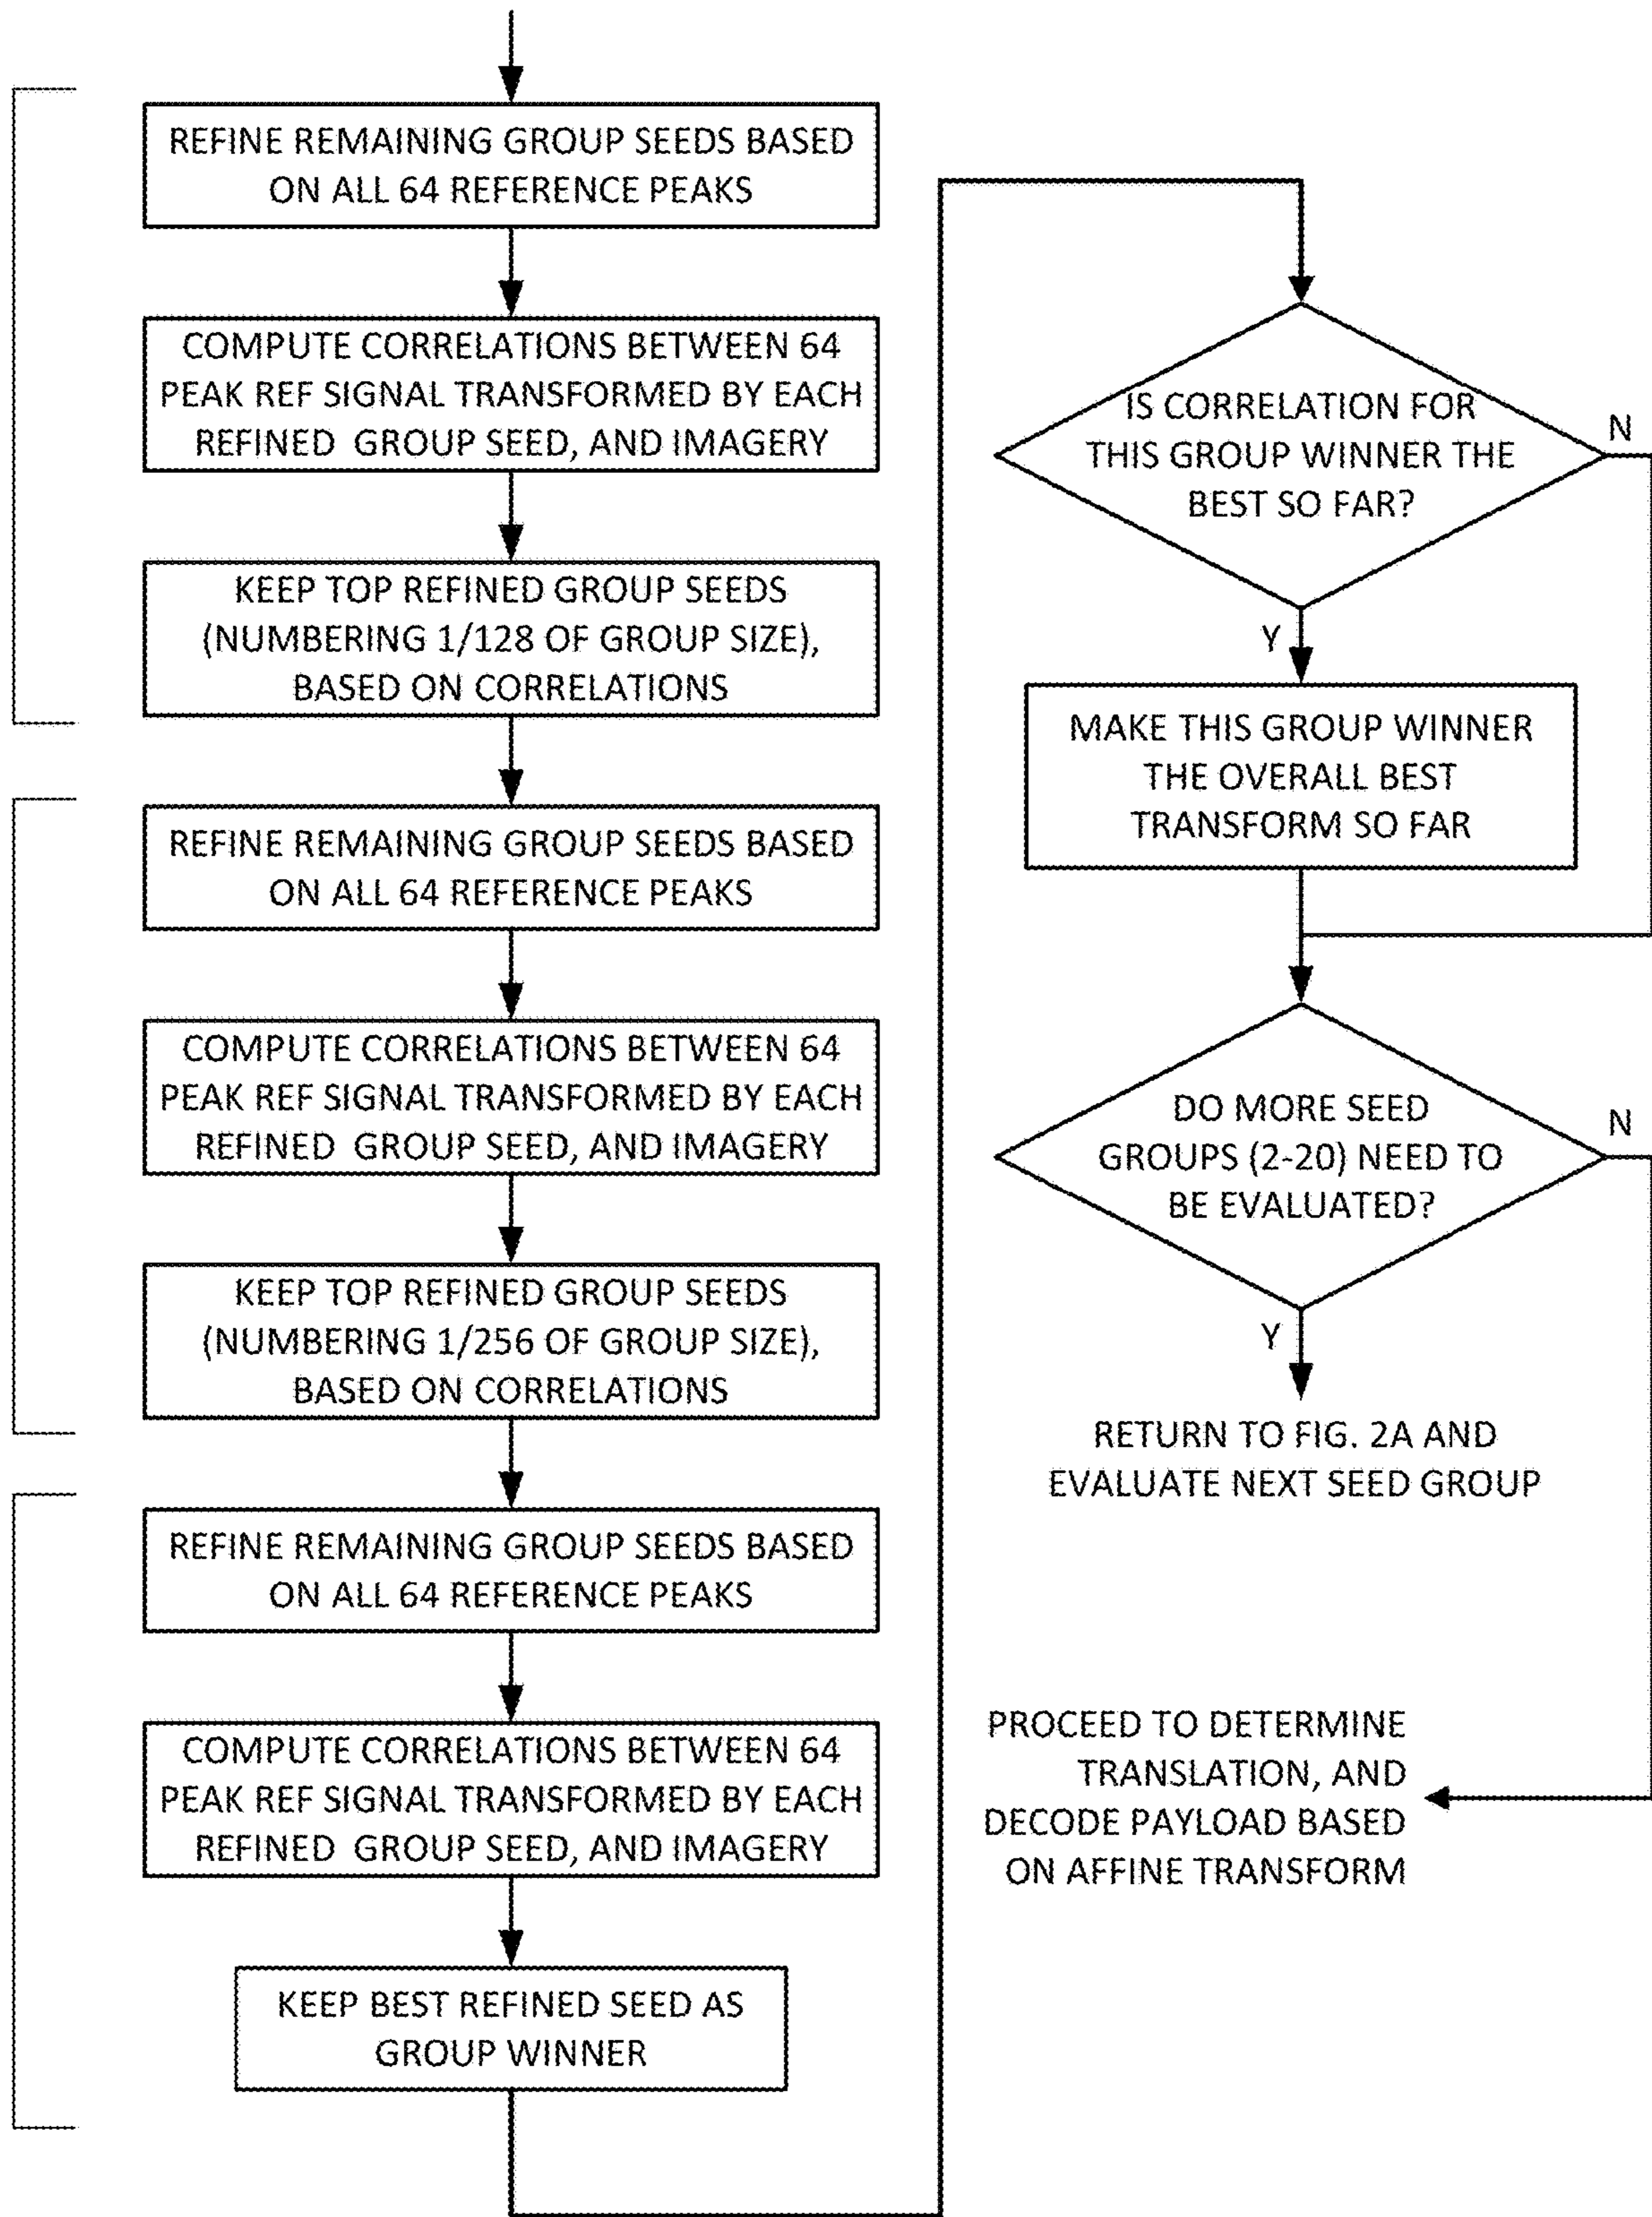 REFINE REMAINING GROUP SEEDS BASED
ON ALL 64 REFERENCE PEAKS
COMPUTE CORRELATIONS BETWEEN 64
PEAK REF SIGNAL TRANSFORMED BY EACH
REFINED GROUP SEED, AND IMAGERY
KEEP TOP REFINED GROUP SEEDS
(NUMBERING 1/128 OF GROUP SIZE),
BASED ON CORRELATIONS
REFINE REMAINING GROUP SEEDS BASED
ON ALL 64 REFERENCE PEAKS
COMPUTE CORRELATIONS BETWEEN 64
PEAK REF SIGNAL TRANSFORMED BY EACH
REFINED GROUP SEED, AND IMAGERY
KEEP TOP REFINED GROUP SEEDS
(NUMBERING 1/256 OF GROUP SIZE),
BASED ON CORRELATIONS
REFINE REMAINING GROUP SEEDS BASED
ON ALL 64 REFERENCE PEAKS
COMPUTE CORRELATIONS BETWEEN 64
PEAK REF SIGNAL TRANSFORMED BY EACH
REFINED GROUP SEED, AND IMAGERY
KEEP BEST REFINED SEED AS
GROUP WINNER
IS CORRELATION FOR
THIS GROUP WINNER THE
BEST SO FAR?
N
Y
MAKE THIS GROUP WINNER
THE OVERALL BEST
TRANSFORM SO FAR
DO MORE SEED
GROUPS (2-20) NEED TO
BE EVALUATED?
N
Y
RETURN TO FIG. 2A AND
EVALUATE NEXT SEED GROUP
PROCEED TO DETERMINE
TRANSLATION, AND
DECODE PAYLOAD BASED
ON AFFINE TRANSFORM